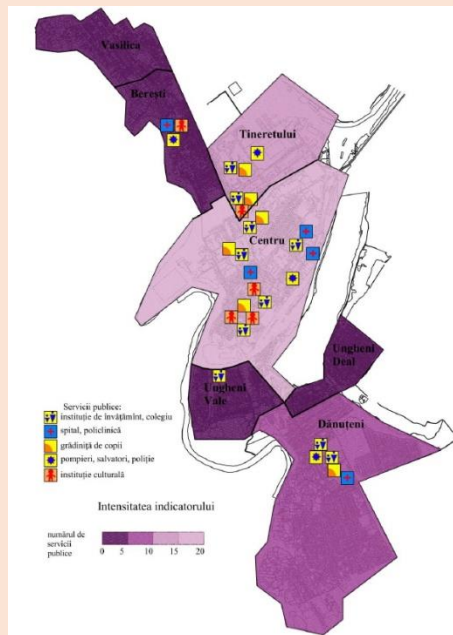 Vasilica
Berești
Tineretului
Centru
Ungheni
Deal
Ungheni
Vale
Dănuțeni
Servicii publice:
instituție de învățămînt, colegiu
spital, policlinică
grădiniță de copii
pompieri, salvatori, poliție
instituție culturală
Intensitatea indicatorului
numărul de
servicii
publice
0 5 10 15 20